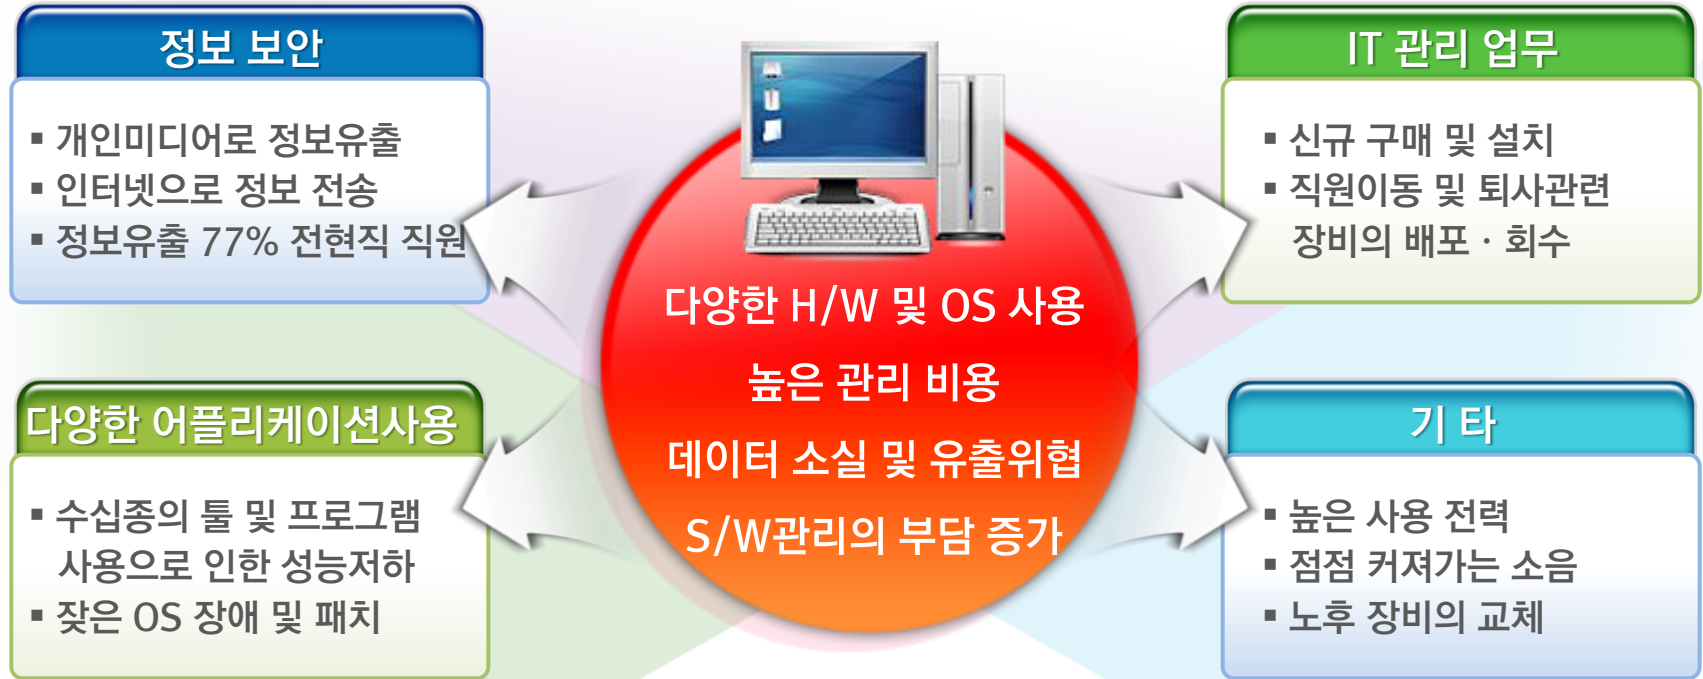 정보 보안
▪ 개인미디어로 정보유출
▪ 인터넷으로 정보 전송
▪ 정보유출 77% 전현직 직원
IT 관리 업무
▪ 신규 구매 및 설치
▪ 직원이동 및 퇴사관련
장비의 배포 · 회수
다양한 H/W 및 OS 사용
높은 관리 비용
데이터 소실 및 유출위협
S/W관리의 부담 증가
다양한 어플리케이션사용
▪ 수십종의 툴 및 프로그램
사용으로 인한 성능저하
▪ 잦은 OS 장애 및 패치
기 타
▪ 높은 사용 전력
▪ 점점 커져가는 소음
▪ 노후 장비의 교체